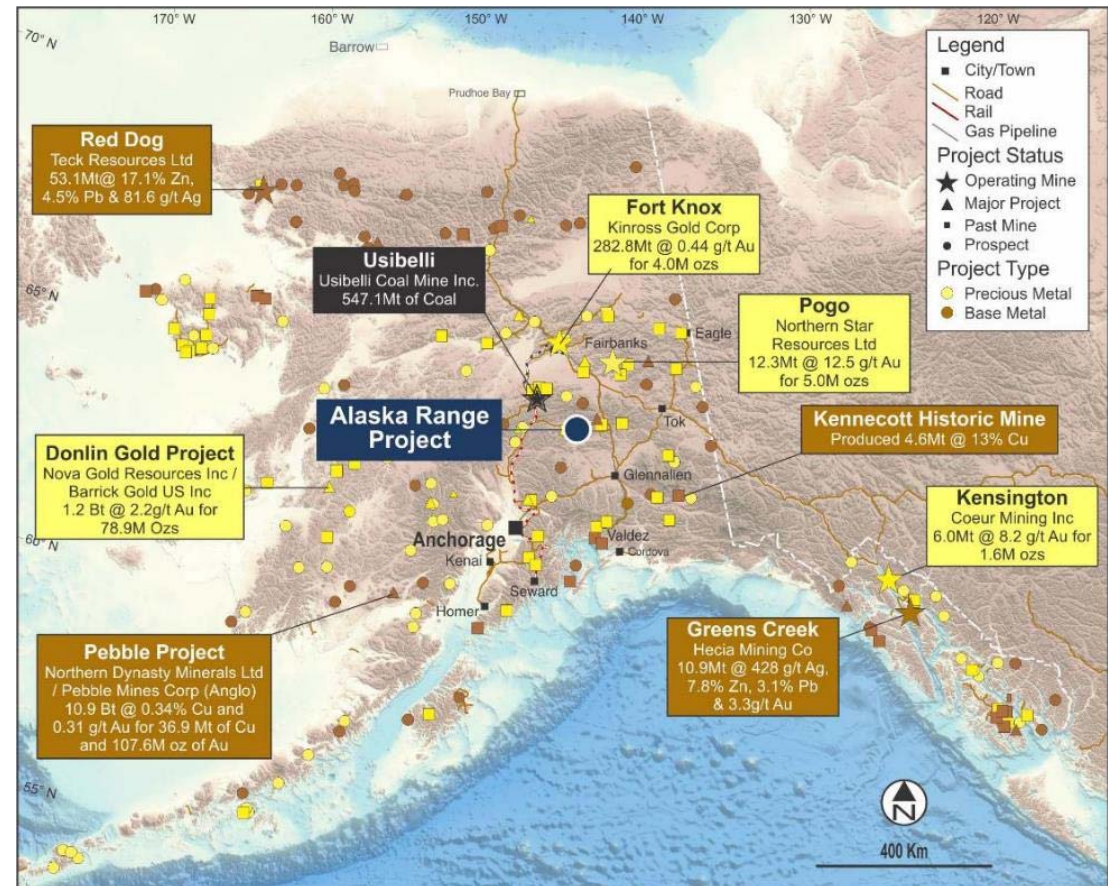 170° W
160° W
150° W
140° W
130° W
120° W
70° N
65° N
60° N
55° N
Barrow
Prudhoe Bay
Legend
City/Town
Road
Rail
Gas Pipeline
Project Status
Operating Mine
Major Project
Past Mine
Prospect
Project Type
Precious Metal
Base Metal
Red Dog
Teck Resources Ltd
53.1Mt@ 17.1% Zn,
4.5% Pb & 81.6 g/t Ag
Fort Knox
Kinross Gold Corp
282.8Mt @ 0.44 g/t Au
for 4.0M ozs
Usibelli
Usibelli Coal Mine Inc.
547.1Mt of Coal
Pogo
Northern Star
Resources Ltd
12.3Mt @ 12.5 g/t Au
for 5.0M ozs
Fairbanks
Eagle
Alaska Range
Project
Tok
Kennecott Historic Mine
Produced 4.6Mt @ 13% Cu
Donlin Gold Project
Nova Gold Resources Inc /
Barrick Gold US Inc
1.2 Bt @ 2.2g/t Au for
78.9M Ozs
Glennallen
Kensington
Coeur Mining Inc
6.0Mt @ 8.2 g/t Au for
1.6M ozs
Anchorage
Valdez
Cordova
Kenai
Seward
Homer
Pebble Project
Northern Dynasty Minerals Ltd
/ Pebble Mines Corp (Anglo)
10.9 Bt @ 0.34% Cu and
0.31 g/t Au for 36.9 Mt of Cu
and 107.6M oz of Au
Greens Creek
Hecia Mining Co
10.9Mt @ 428 g/t Ag,
7.8% Zn, 3.1% Pb
& 3.3g/t Au
N
400 Km